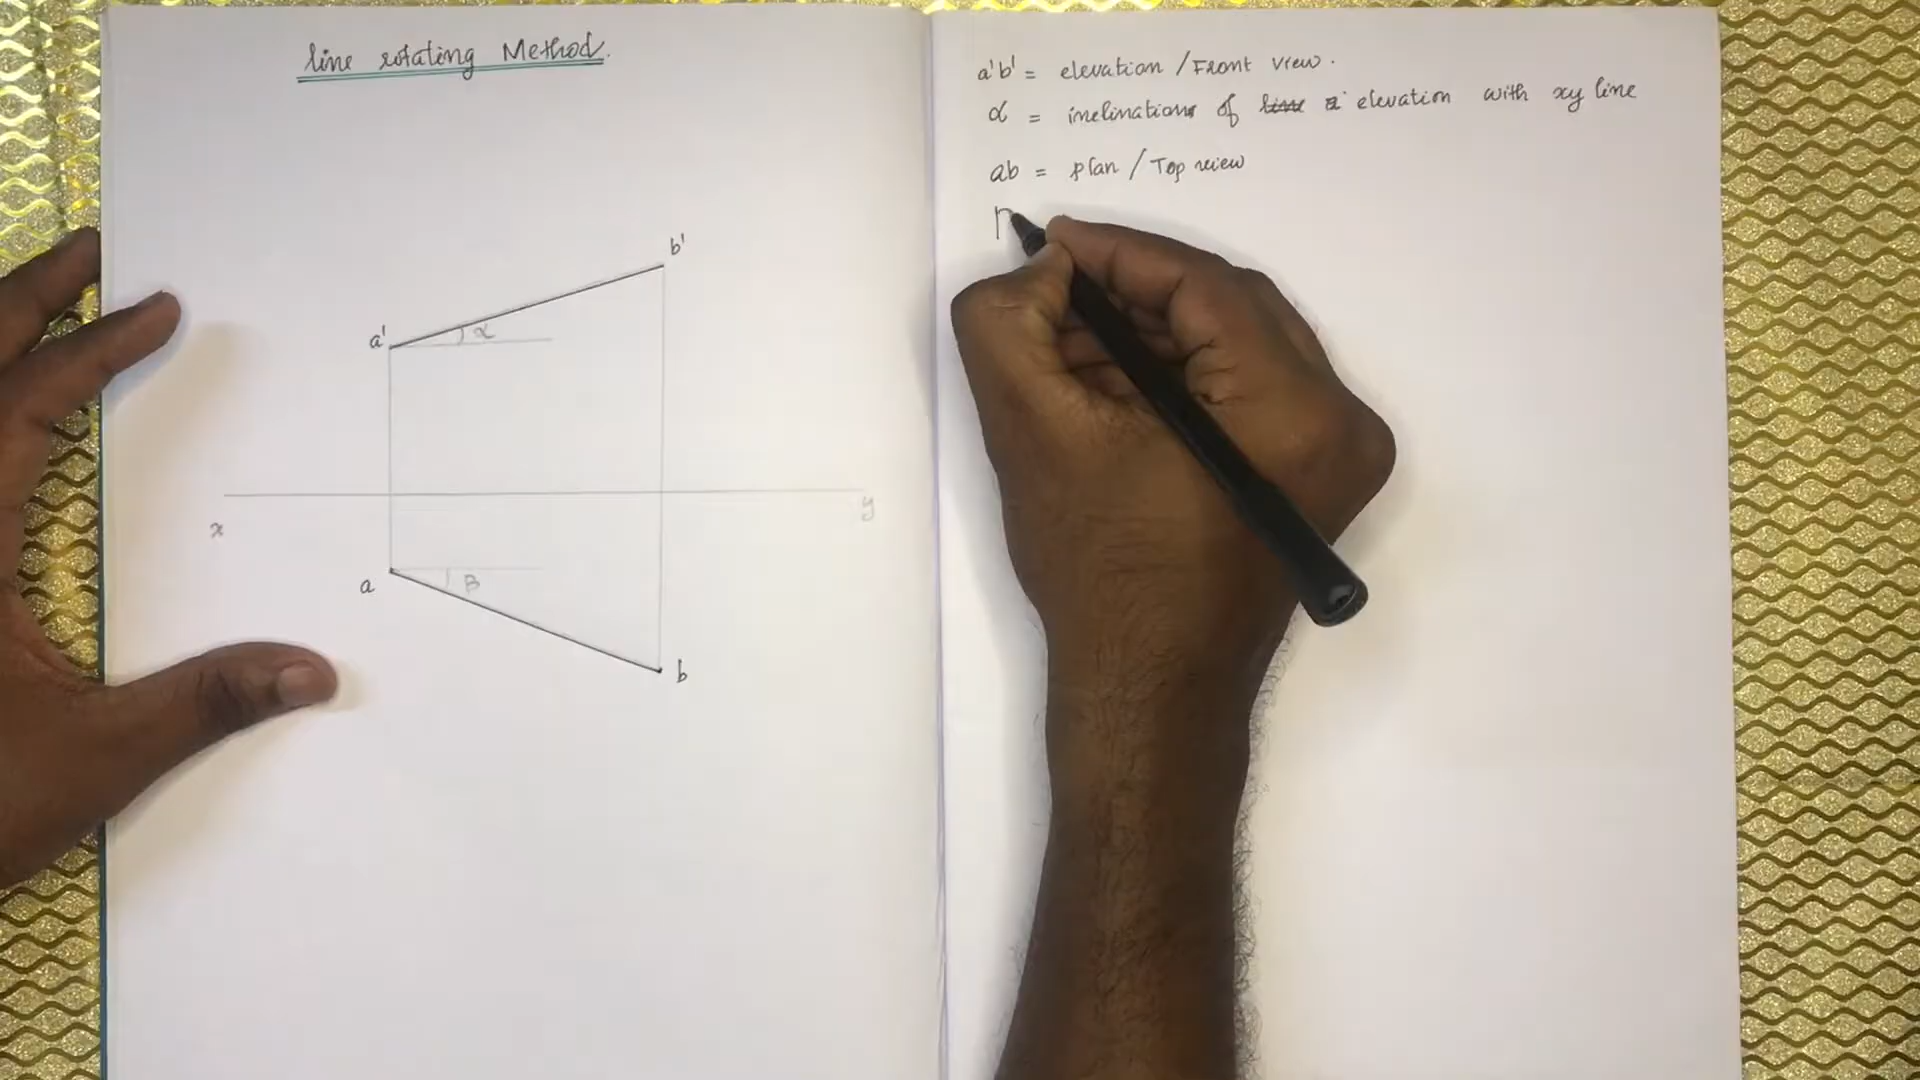 line rotating Method.
a'b' = elevation / Front view.
α = inclinations of line a' elevation with xy line
ab = plan / Top view
b'
a'
α
x
y
a
β
b